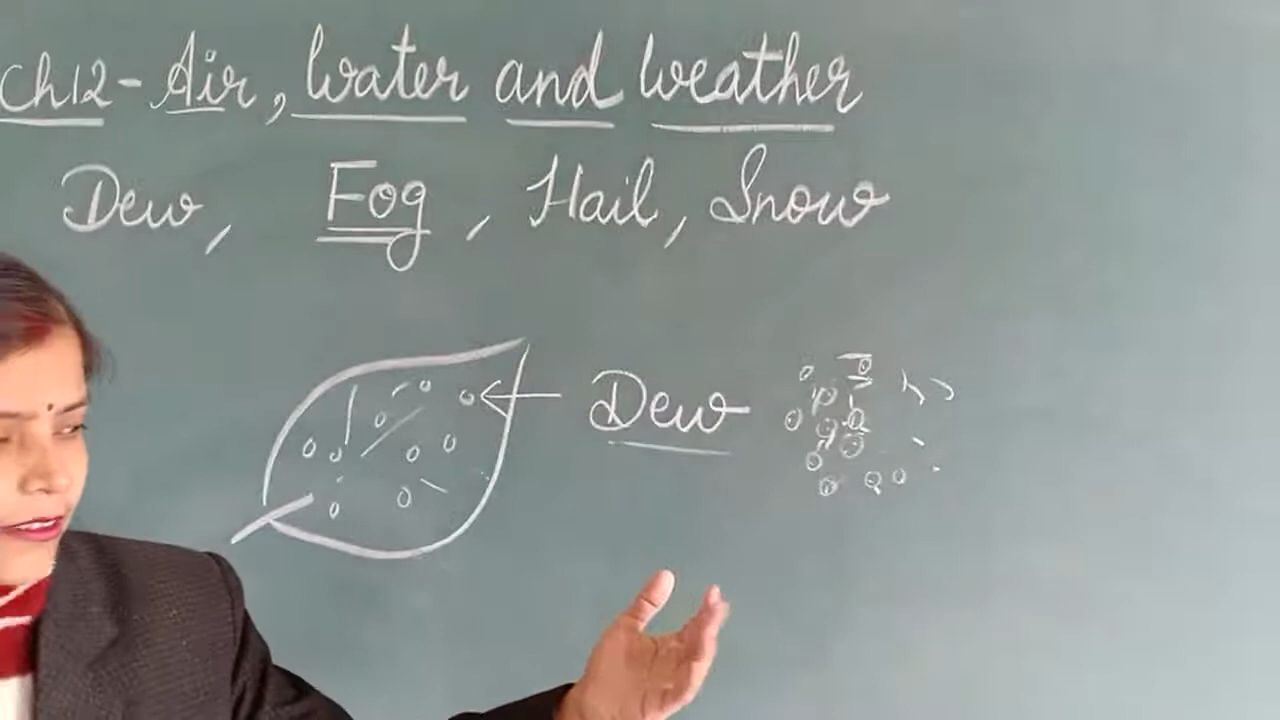 Ch12 - Air, Water and weather
Dew, Fog, Hail, Snow
Dew